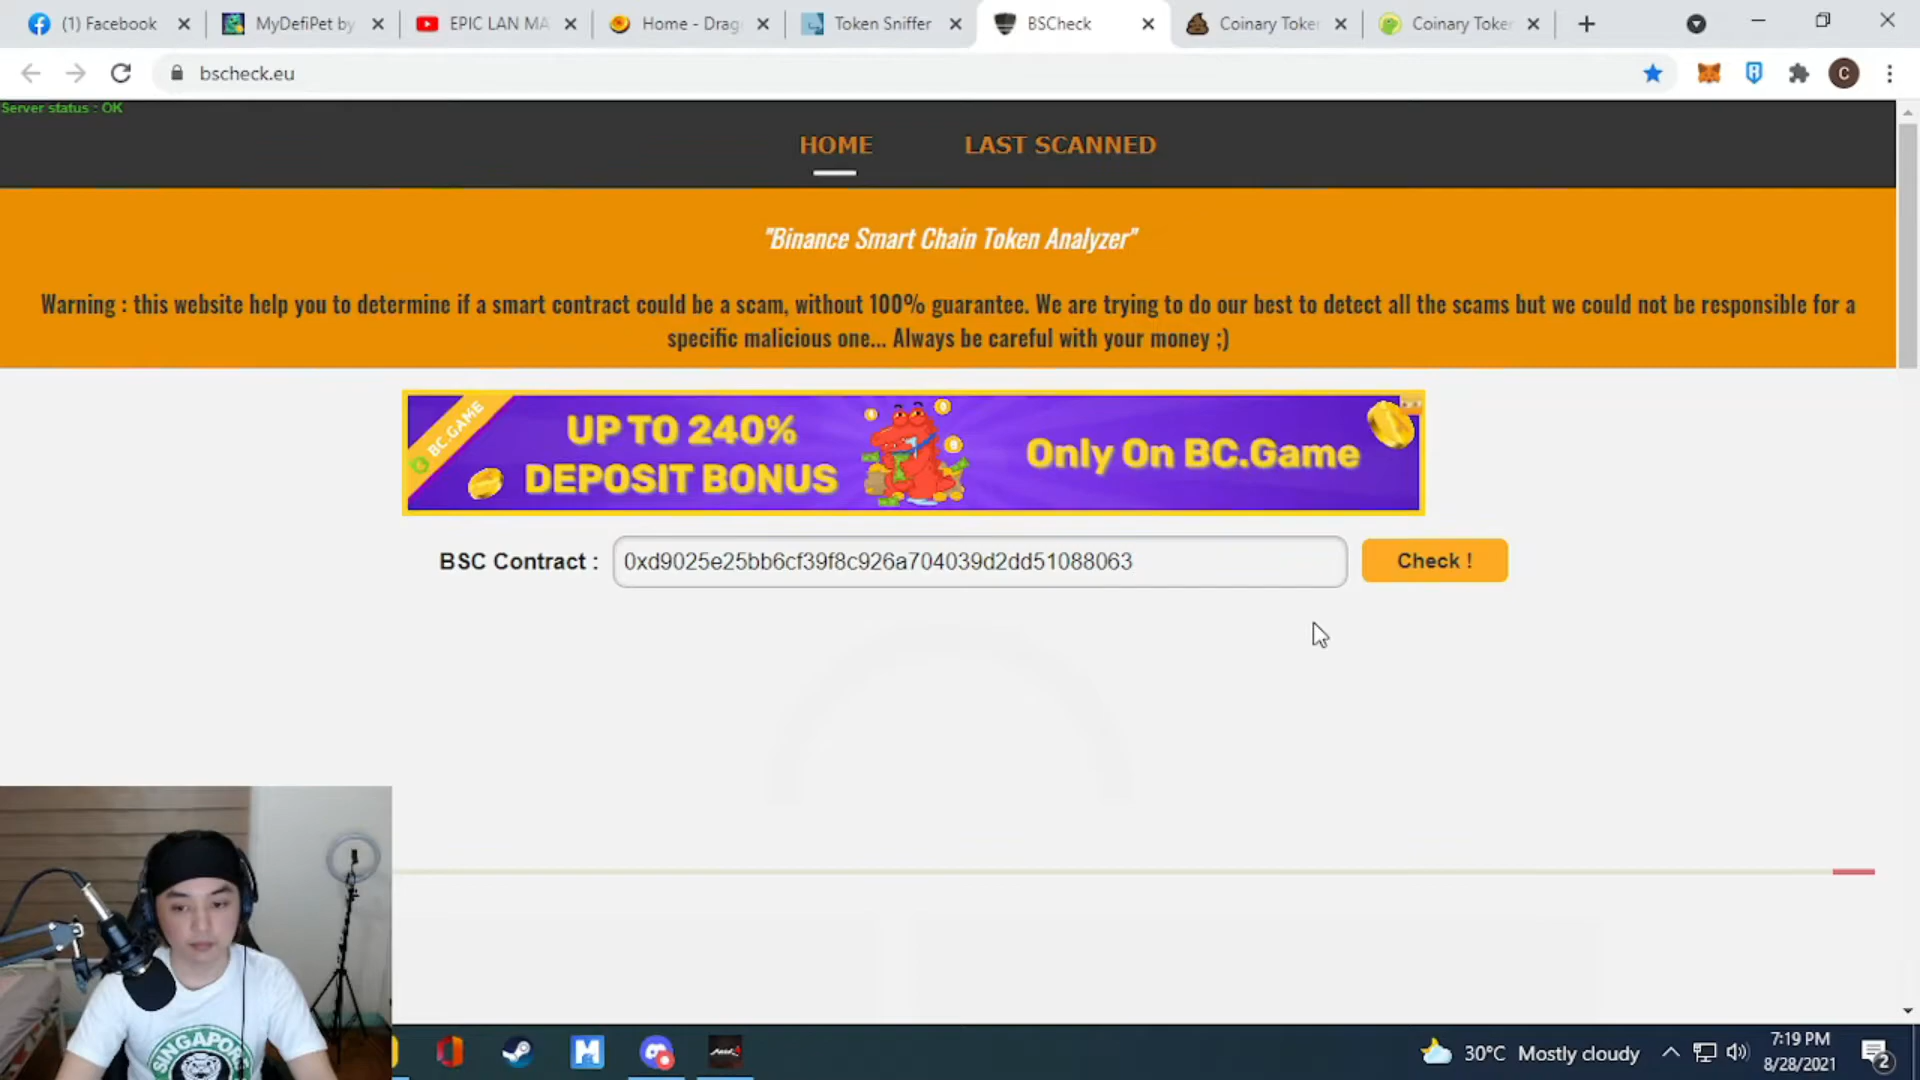 (1) Facebook
MyDefiPet by
EPIC LAN MA
Home - Drag
Token Sniffer
BSCheck
Coinary Toke
Coinary Toke
bscheck.eu
C
Server status : OK
HOME
LAST SCANNED
"Binance Smart Chain Token Analyzer"
Warning : this website help you to determine if a smart contract could be a scam, without 100% guarantee. We are trying to do our best to detect all the scams but we could not be responsible for a
specific malicious one... Always be careful with your money ;)
BC.GAME
UP TO 240%
DEPOSIT BONUS
Only On BC.Game
BSC Contract :
0xd9025e25bb6cf39f8c926a704039d2dd51088063
Check !
SINGAPORE
30°C Mostly cloudy
7:19 PM
8/28/2021
2